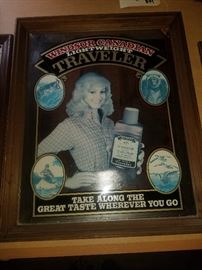 WINDSOR CANADIAN
LIGHTWEIGHT
TRAVELER
TAKE ALONG THE
GREAT TASTE WHEREVER YOU GO